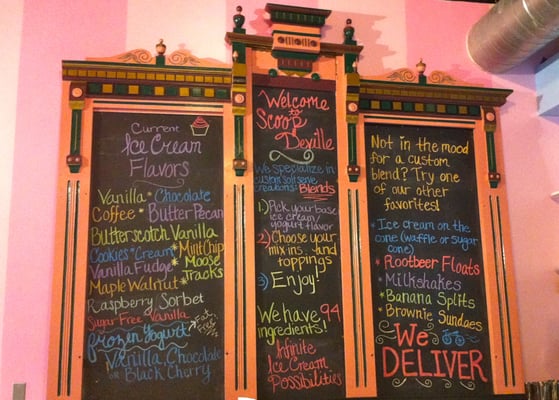 Current
Ice Cream
Flavors
Vanilla * Chocolate
Coffee * Butter Pecan
Butterscotch Vanilla
Cookies *n* Cream * Mint Chip
Vanilla Fudge * Moose
Maple Walnut * Tracks
Raspberry Sorbet
Sugar Free Vanilla
frozen Yogurt * Fat Free
Vanilla, Chocolate
or Black Cherry
Welcome to
Scoop
DeVille
We specialize in
custom soft serve
creations: Blends
1) Pick your base
ice cream/
yogurt flavor
2) Choose your
mix ins and
toppings
3) Enjoy!
We have 94
ingredients!
Infinite
Ice Cream
Possibilities
Not in the mood
for a custom
blend? Try one
of our other
favorites!
* Ice cream on the
cone (waffle or sugar
cone)
* Rootbeer Floats
* Milkshakes
* Banana Splits
* Brownie Sundaes
We
DELIVER